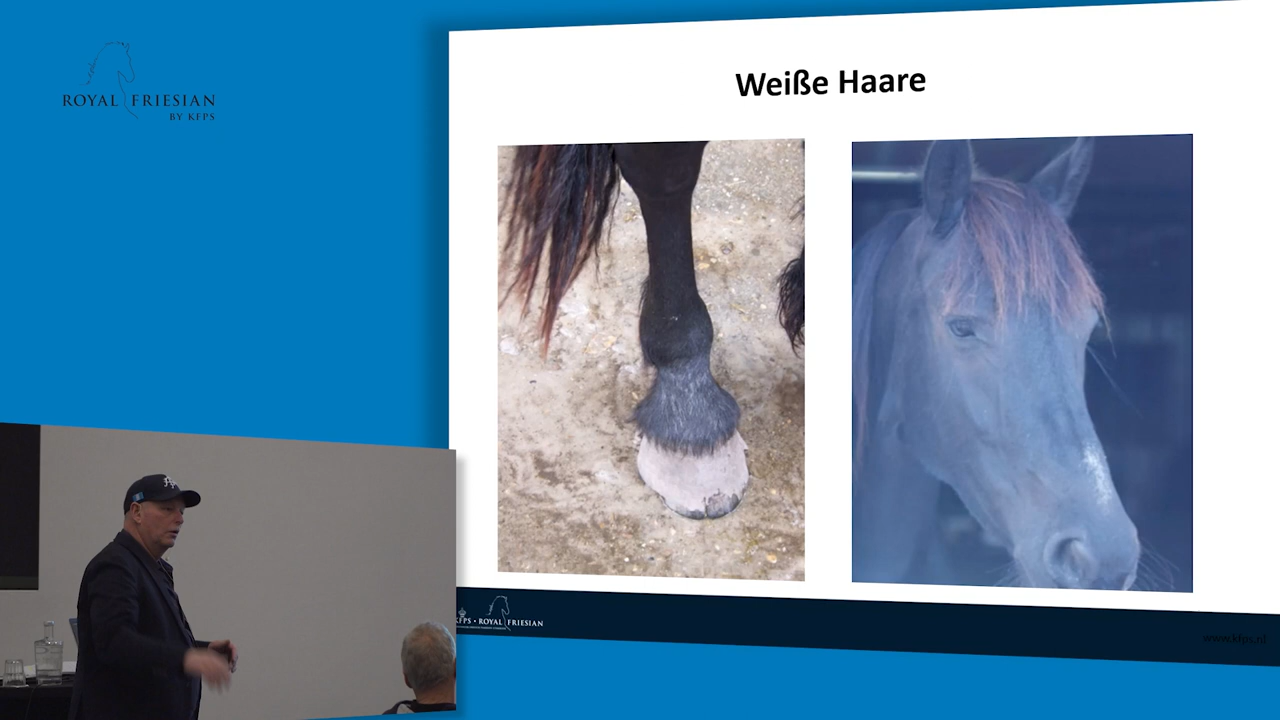 ROYAL FRIESIAN
BY KFPS
Weiße Haare
KFPS • ROYAL FRIESIAN
www.kfps.nl